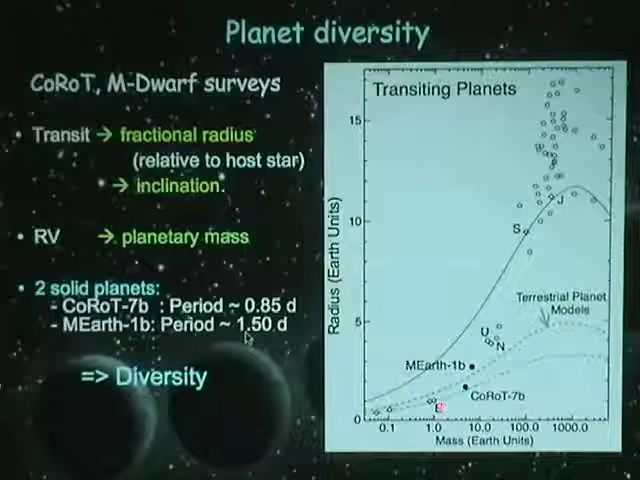 Planet diversity
CoRoT, M-Dwarf surveys
• Transit → fractional radius
(relative to host star)
→ inclination.
• RV → planetary mass
• 2 solid planets:
- CoRoT-7b : Period ~ 0.85 d
- MEarth-1b: Period ~ 1.50 d
=> Diversity
Transiting Planets
15
10
5
0
Radius (Earth Units)
J
S
Terrestrial Planet
Models
U
N
MEarth-1b
CoRoT-7b
E
0.1 1.0 10.0 100.0 1000.0
Mass (Earth Units)